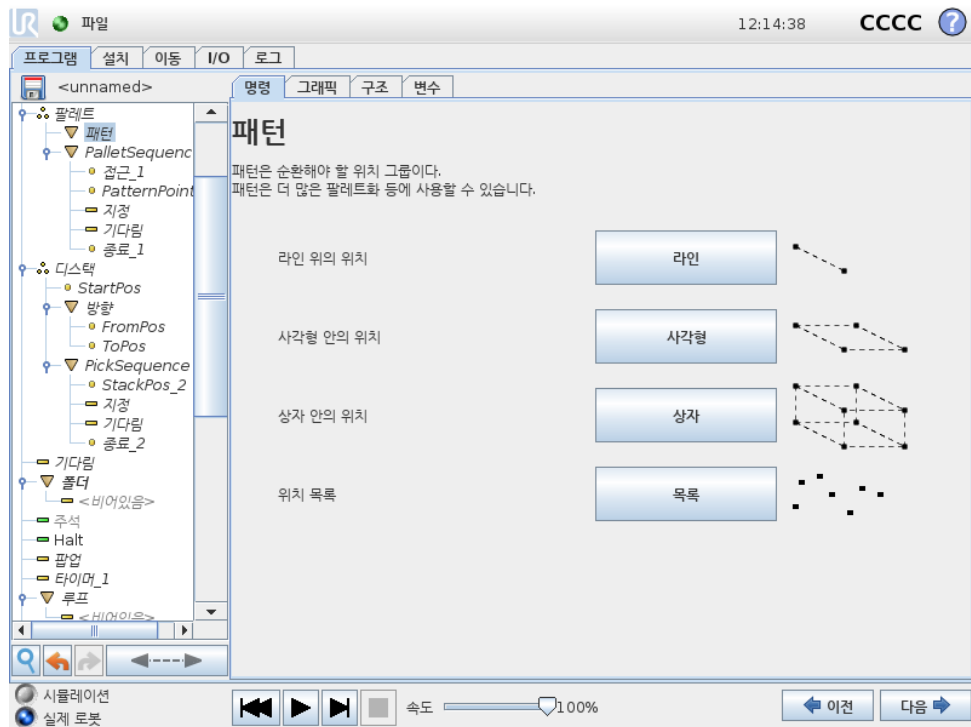 UR 파일 12:14:38 CCCC ?
프로그램 설치 이동 I/O 로그
<unnamed>
명령 그래픽 구조 변수
팔레트
패턴
PalletSequenc
접근_1
PatternPoint
지정
기다림
종료_1
디스택
StartPos
방향
FromPos
ToPos
PickSequence
StackPos_2
지정
기다림
종료_2
기다림
폴더
<비어있음>
주석
Halt
팝업
타이머_1
루프
<비어있음>
패턴
패턴은 순환해야 할 위치 그룹이다.
패턴은 더 많은 팔레트화 등에 사용할 수 있습니다.
라인 위의 위치 라인
사각형 안의 위치 사각형
상자 안의 위치 상자
위치 목록 목록
시뮬레이션
실제 로봇
속도 100%
이전 다음